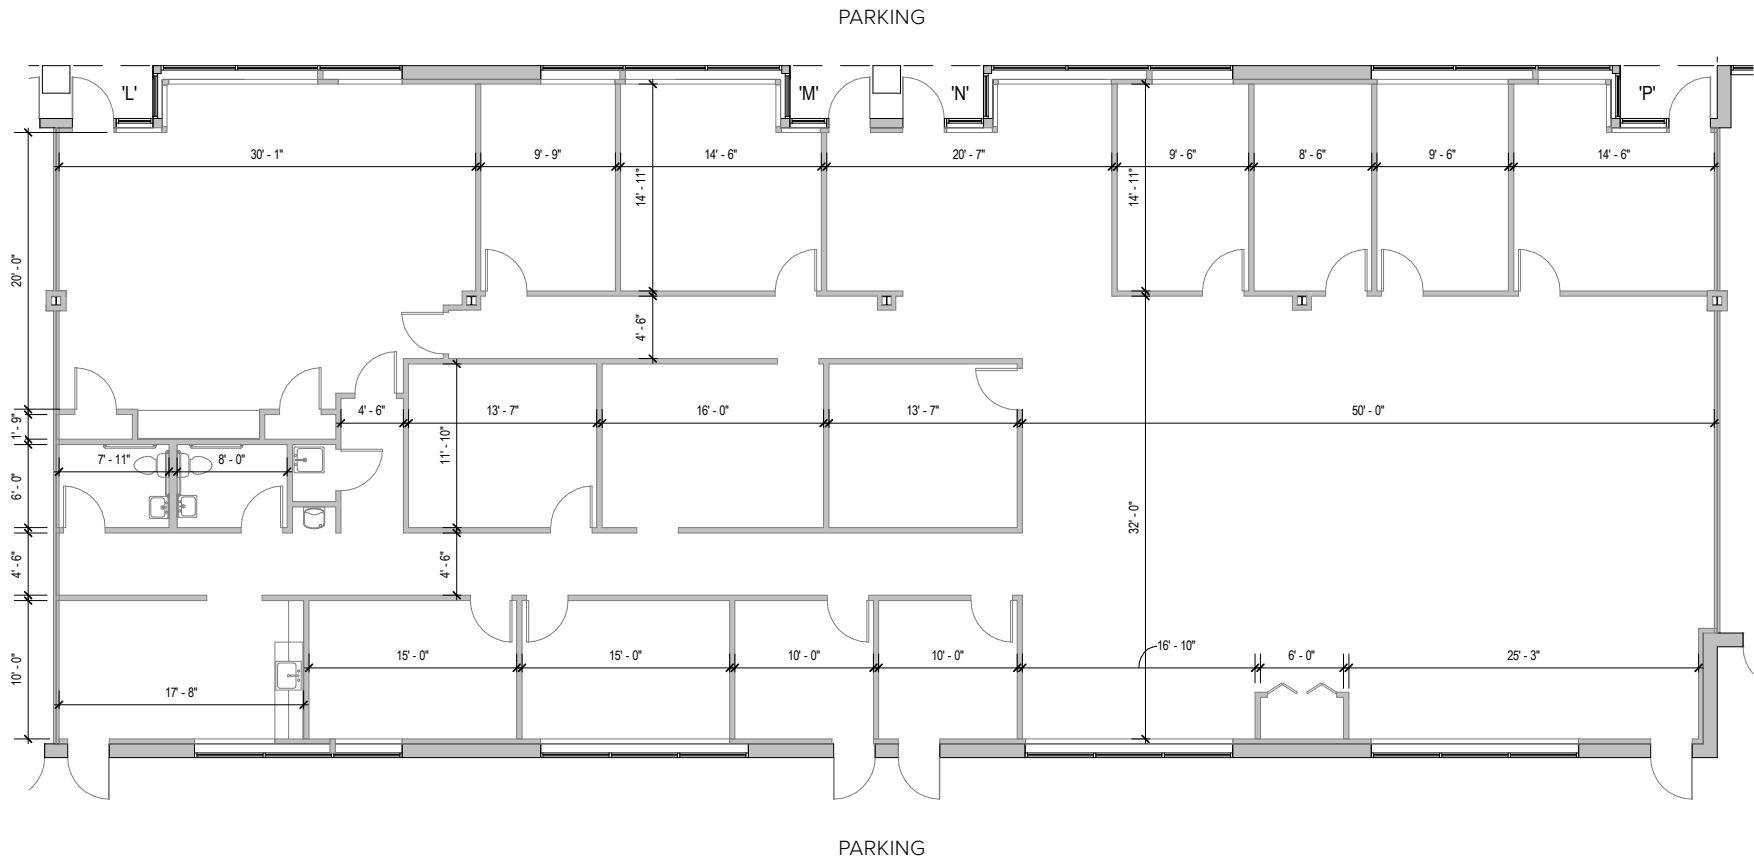 PARKING
'L'
'M'
'N'
'P'
30' - 1"
9' - 9"
14' - 6"
20' - 7"
9' - 6"
8' - 6"
9' - 6"
14' - 6"
14' - 11"
14' - 11"
20' - 0"
4' - 6"
1' - 9"
4' - 6"
13' - 7"
16' - 0"
13' - 7"
50' - 0"
11' - 10"
7' - 11"
8' - 0"
6' - 0"
32' - 0"
4' - 6"
4' - 6"
16' - 10"
15' - 0"
15' - 0"
10' - 0"
10' - 0"
6' - 0"
25' - 3"
10' - 0"
17' - 8"
PARKING